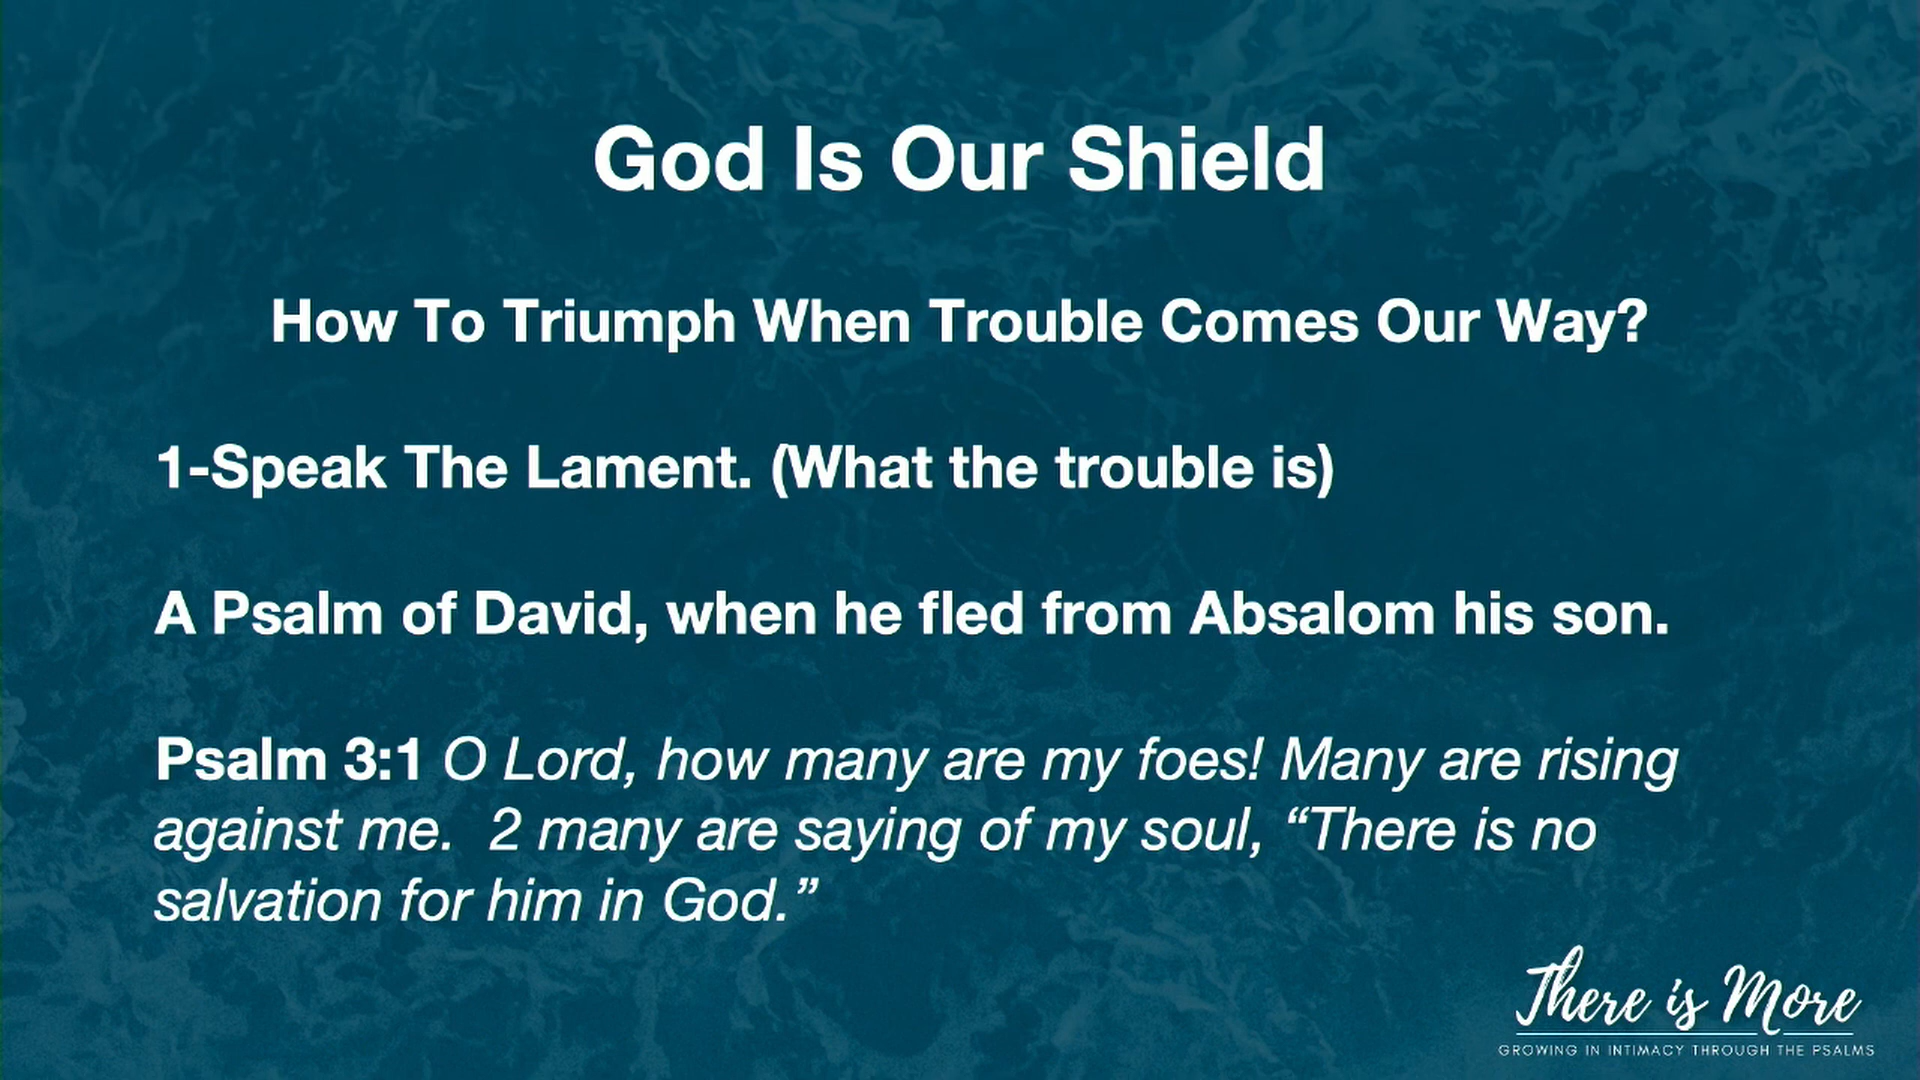 God Is Our Shield
How To Triumph When Trouble Comes Our Way?
1-Speak The Lament. (What the trouble is)
A Psalm of David, when he fled from Absalom his son.
Psalm 3:1 O Lord, how many are my foes! Many are rising
against me.  2 many are saying of my soul, “There is no
salvation for him in God.”
There is More
GROWING IN INTIMACY THROUGH THE PSALMS